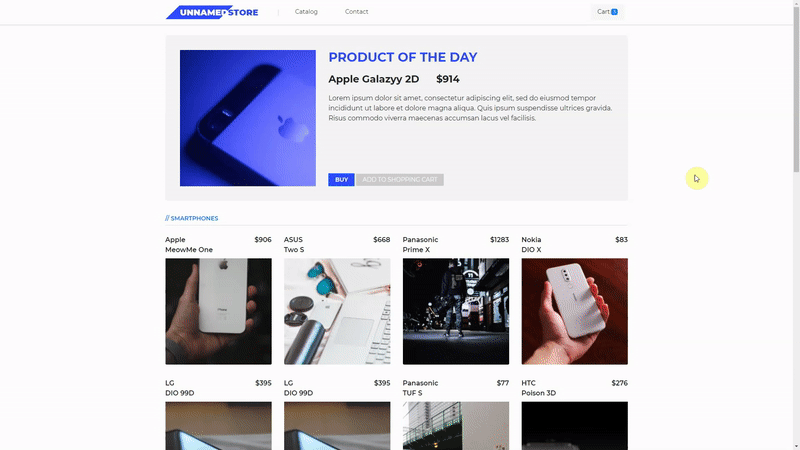 UNNAMED STORE
Catalog
Contact
Cart
PRODUCT OF THE DAY
Apple Galazyy 2D $914
Lorem ipsum dolor sit amet, consectetur adipiscing elit, sed do eiusmod tempor
incididunt ut labore et dolore magna aliqua. Quis ipsum suspendisse ultrices gravida.
Risus commodo viverra maecenas accumsan lacus vel facilisis.
BUY
ADD TO SHOPPING CART
// SMARTPHONES
Apple $906
MeowMe One
ASUS $668
Two S
Panasonic $1283
Prime X
Nokia $83
DIO X
LG $395
DIO 99D
LG $395
DIO 99D
Panasonic $77
TUF S
HTC $276
Poison 3D